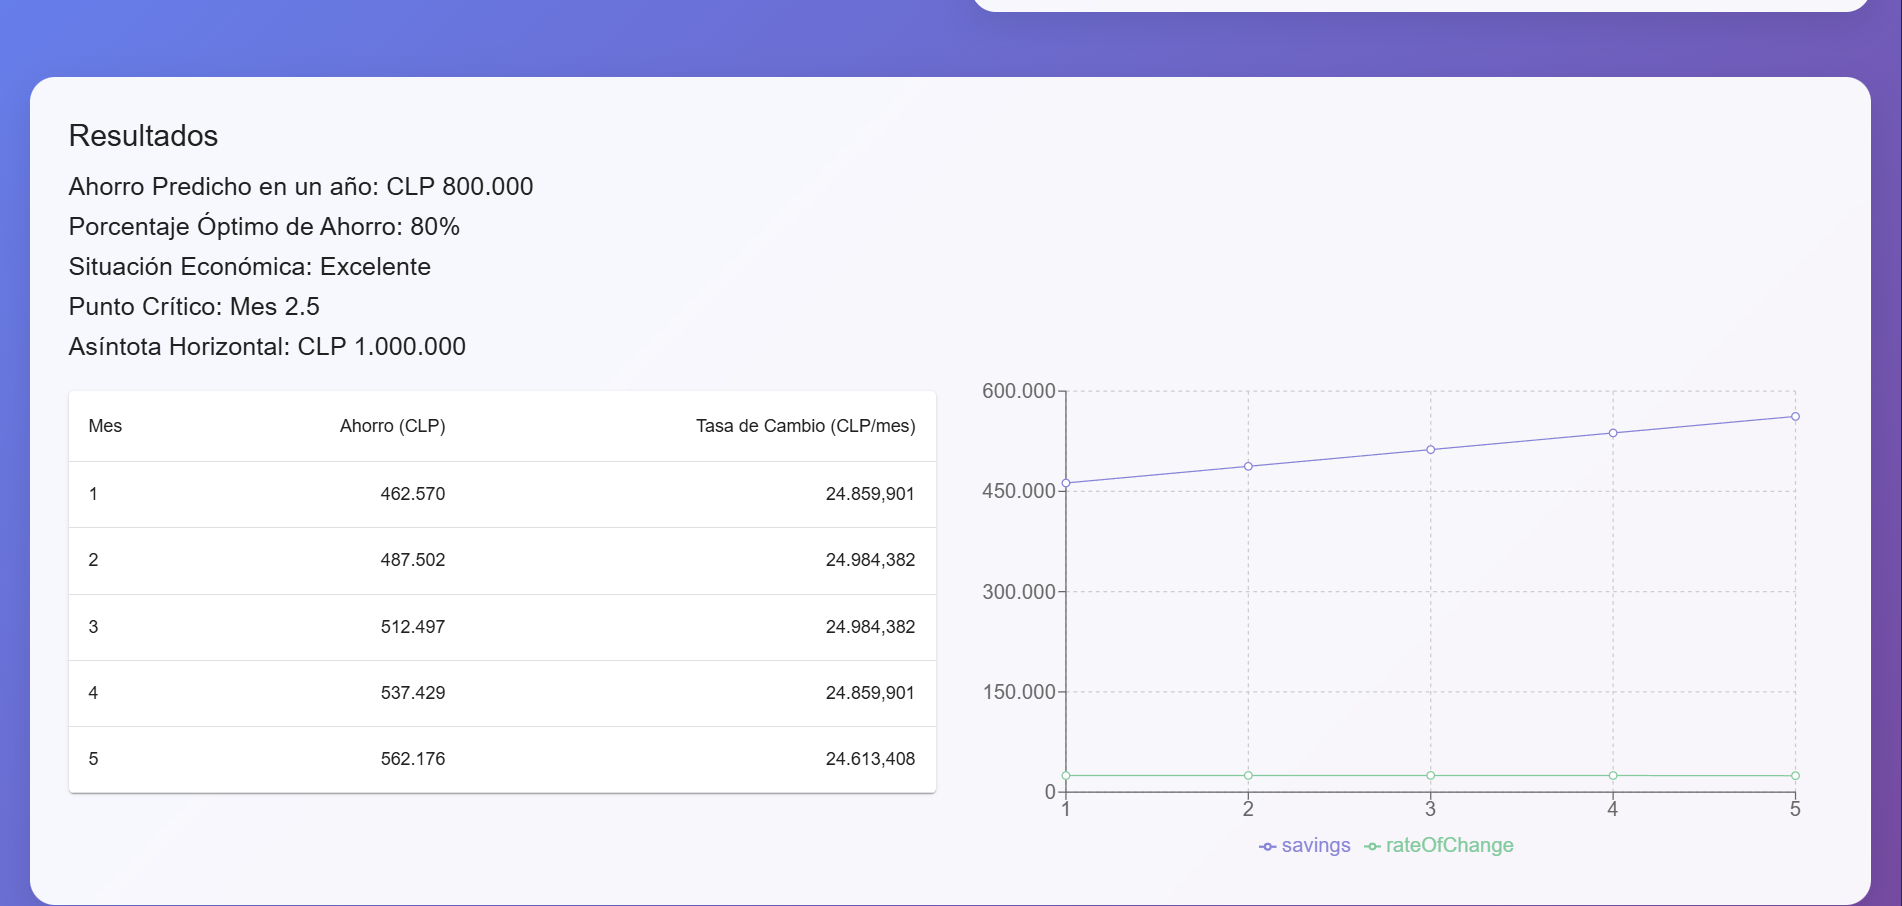 Resultados
Ahorro Predicho en un año: CLP 800.000
Porcentaje Óptimo de Ahorro: 80%
Situación Económica: Excelente
Punto Crítico: Mes 2.5
Asíntota Horizontal: CLP 1.000.000
Mes Ahorro (CLP) Tasa de Cambio (CLP/mes)
1 462.570 24.859,901
2 487.502 24.984,382
3 512.497 24.984,382
4 537.429 24.859,901
5 562.176 24.613,408
600.000
450.000
300.000
150.000
0
1 2 3 4 5
savings rateOfChange